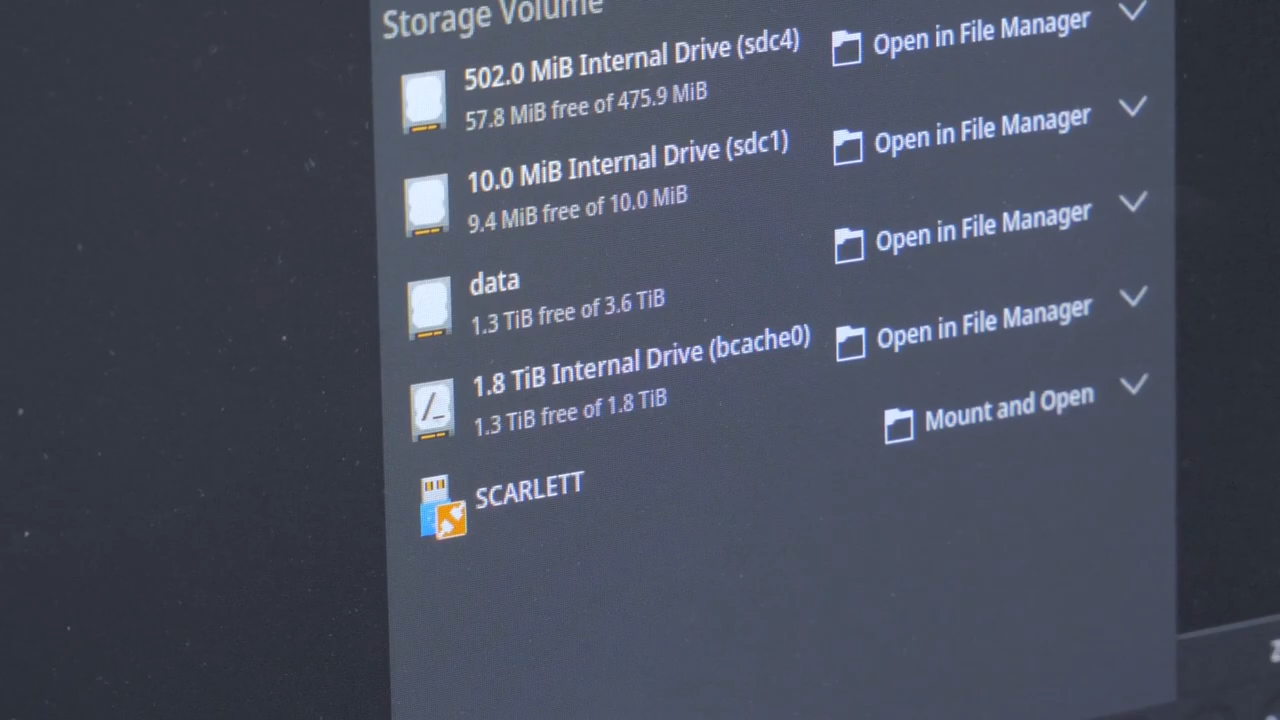 Storage Volume
502.0 MiB Internal Drive (sdc4)
57.8 MiB free of 475.9 MiB
Open in File Manager
10.0 MiB Internal Drive (sdc1)
9.4 MiB free of 10.0 MiB
Open in File Manager
data
1.3 TiB free of 3.6 TiB
Open in File Manager
1.8 TiB Internal Drive (bcache0)
1.3 TiB free of 1.8 TiB
Open in File Manager
SCARLETT
Mount and Open